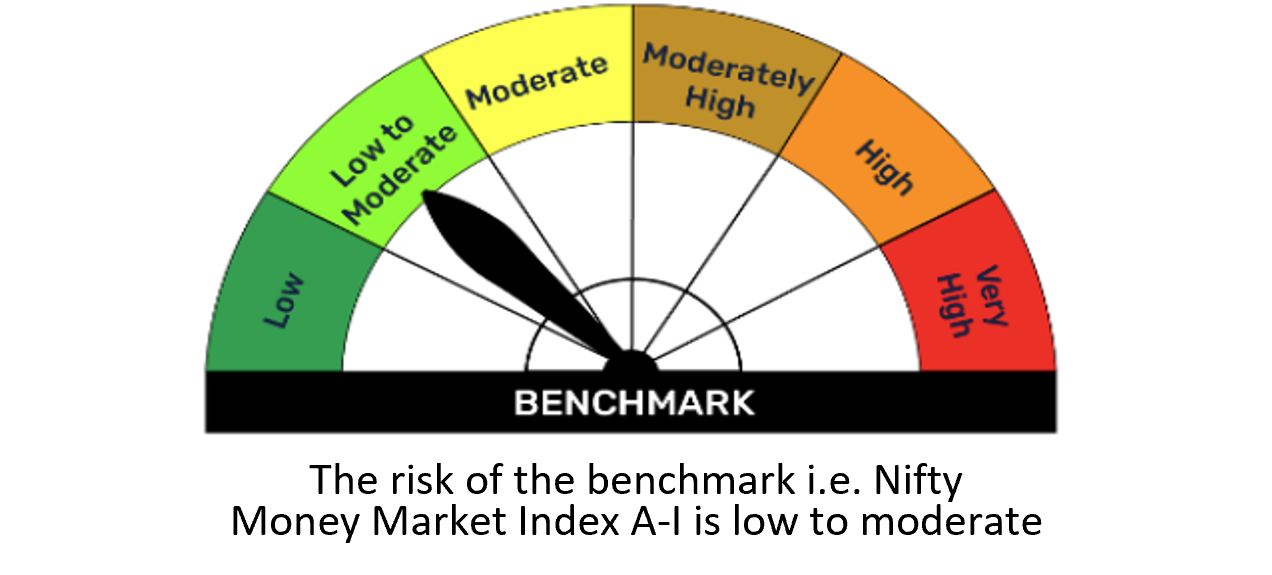 Low
Low to
Moderate
Moderate
Moderately
High
High
Very
High
BENCHMARK
The risk of the benchmark i.e. Nifty
Money Market Index A-I is low to moderate